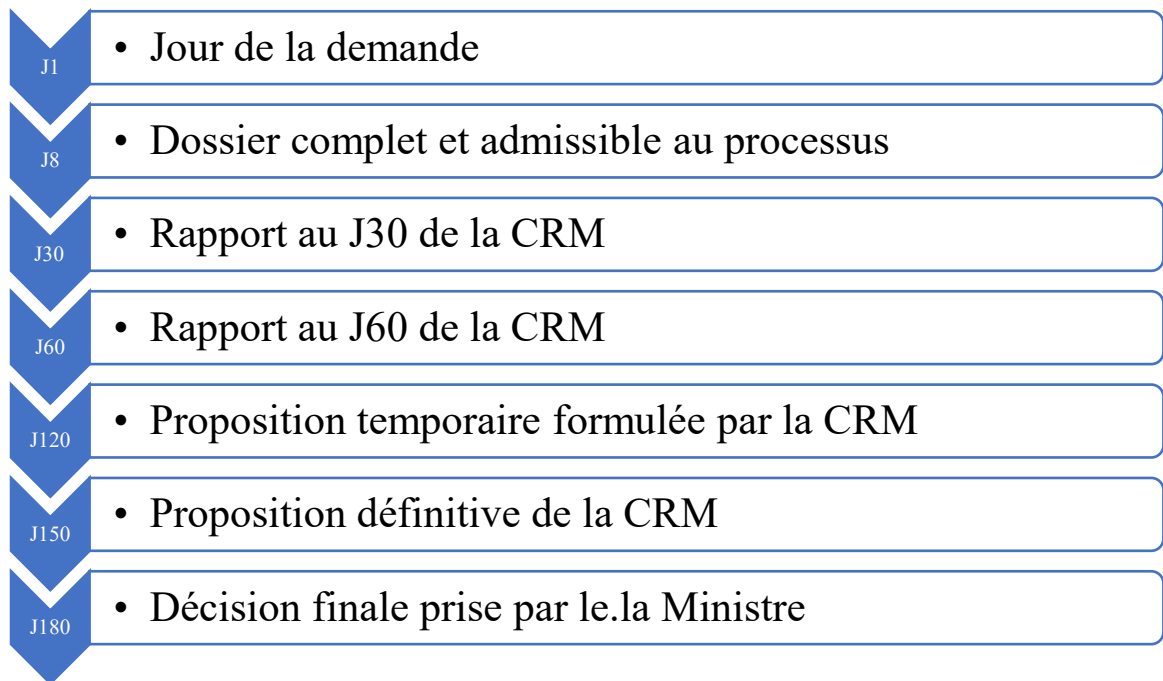 J1
• Jour de la demande
J8
• Dossier complet et admissible au processus
J30
• Rapport au J30 de la CRM
J60
• Rapport au J60 de la CRM
J120
• Proposition temporaire formulée par la CRM
J150
• Proposition définitive de la CRM
J180
• Décision finale prise par le.la Ministre